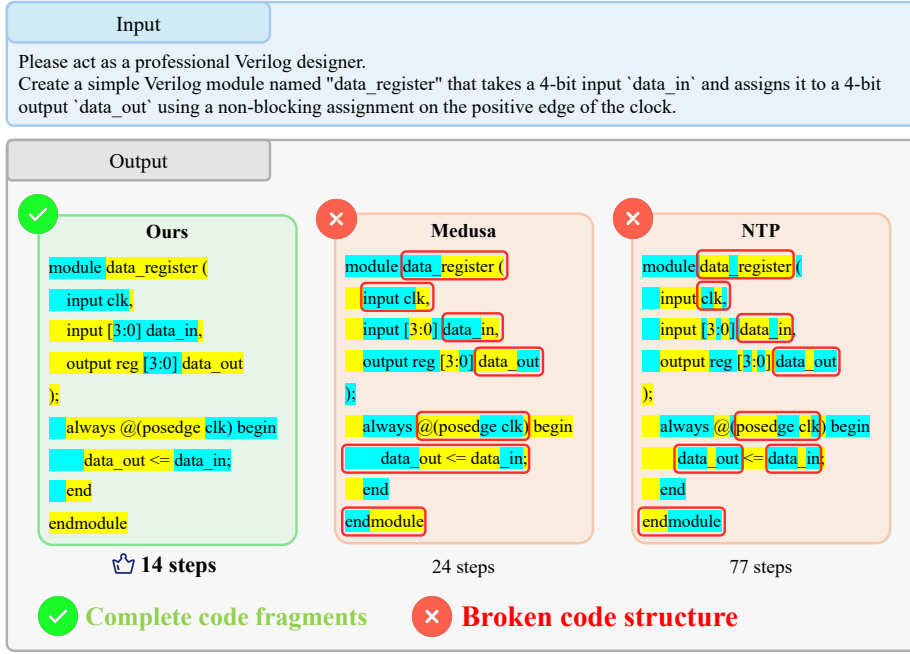 Input
Please act as a professional Verilog designer.
Create a simple Verilog module named "data_register" that takes a 4-bit input `data_in` and assigns it to a 4-bit
output `data_out` using a non-blocking assignment on the positive edge of the clock.
Output
Ours
module data_register (
input clk,
input [3:0] data_in,
output reg [3:0] data_out
);
always @(posedge clk) begin
data_out <= data_in;
end
endmodule
14 steps
Medusa
module data_register (
input clk,
input [3:0] data_in,
output reg [3:0] data_out
);
always @(posedge clk) begin
data_out <= data_in;
end
endmodule
24 steps
NTP
module data_register (
input clk,
input [3:0] data_in,
output reg [3:0] data_out
);
always @(posedge clk) begin
data_out <= data_in;
end
endmodule
77 steps
Complete code fragments
Broken code structure